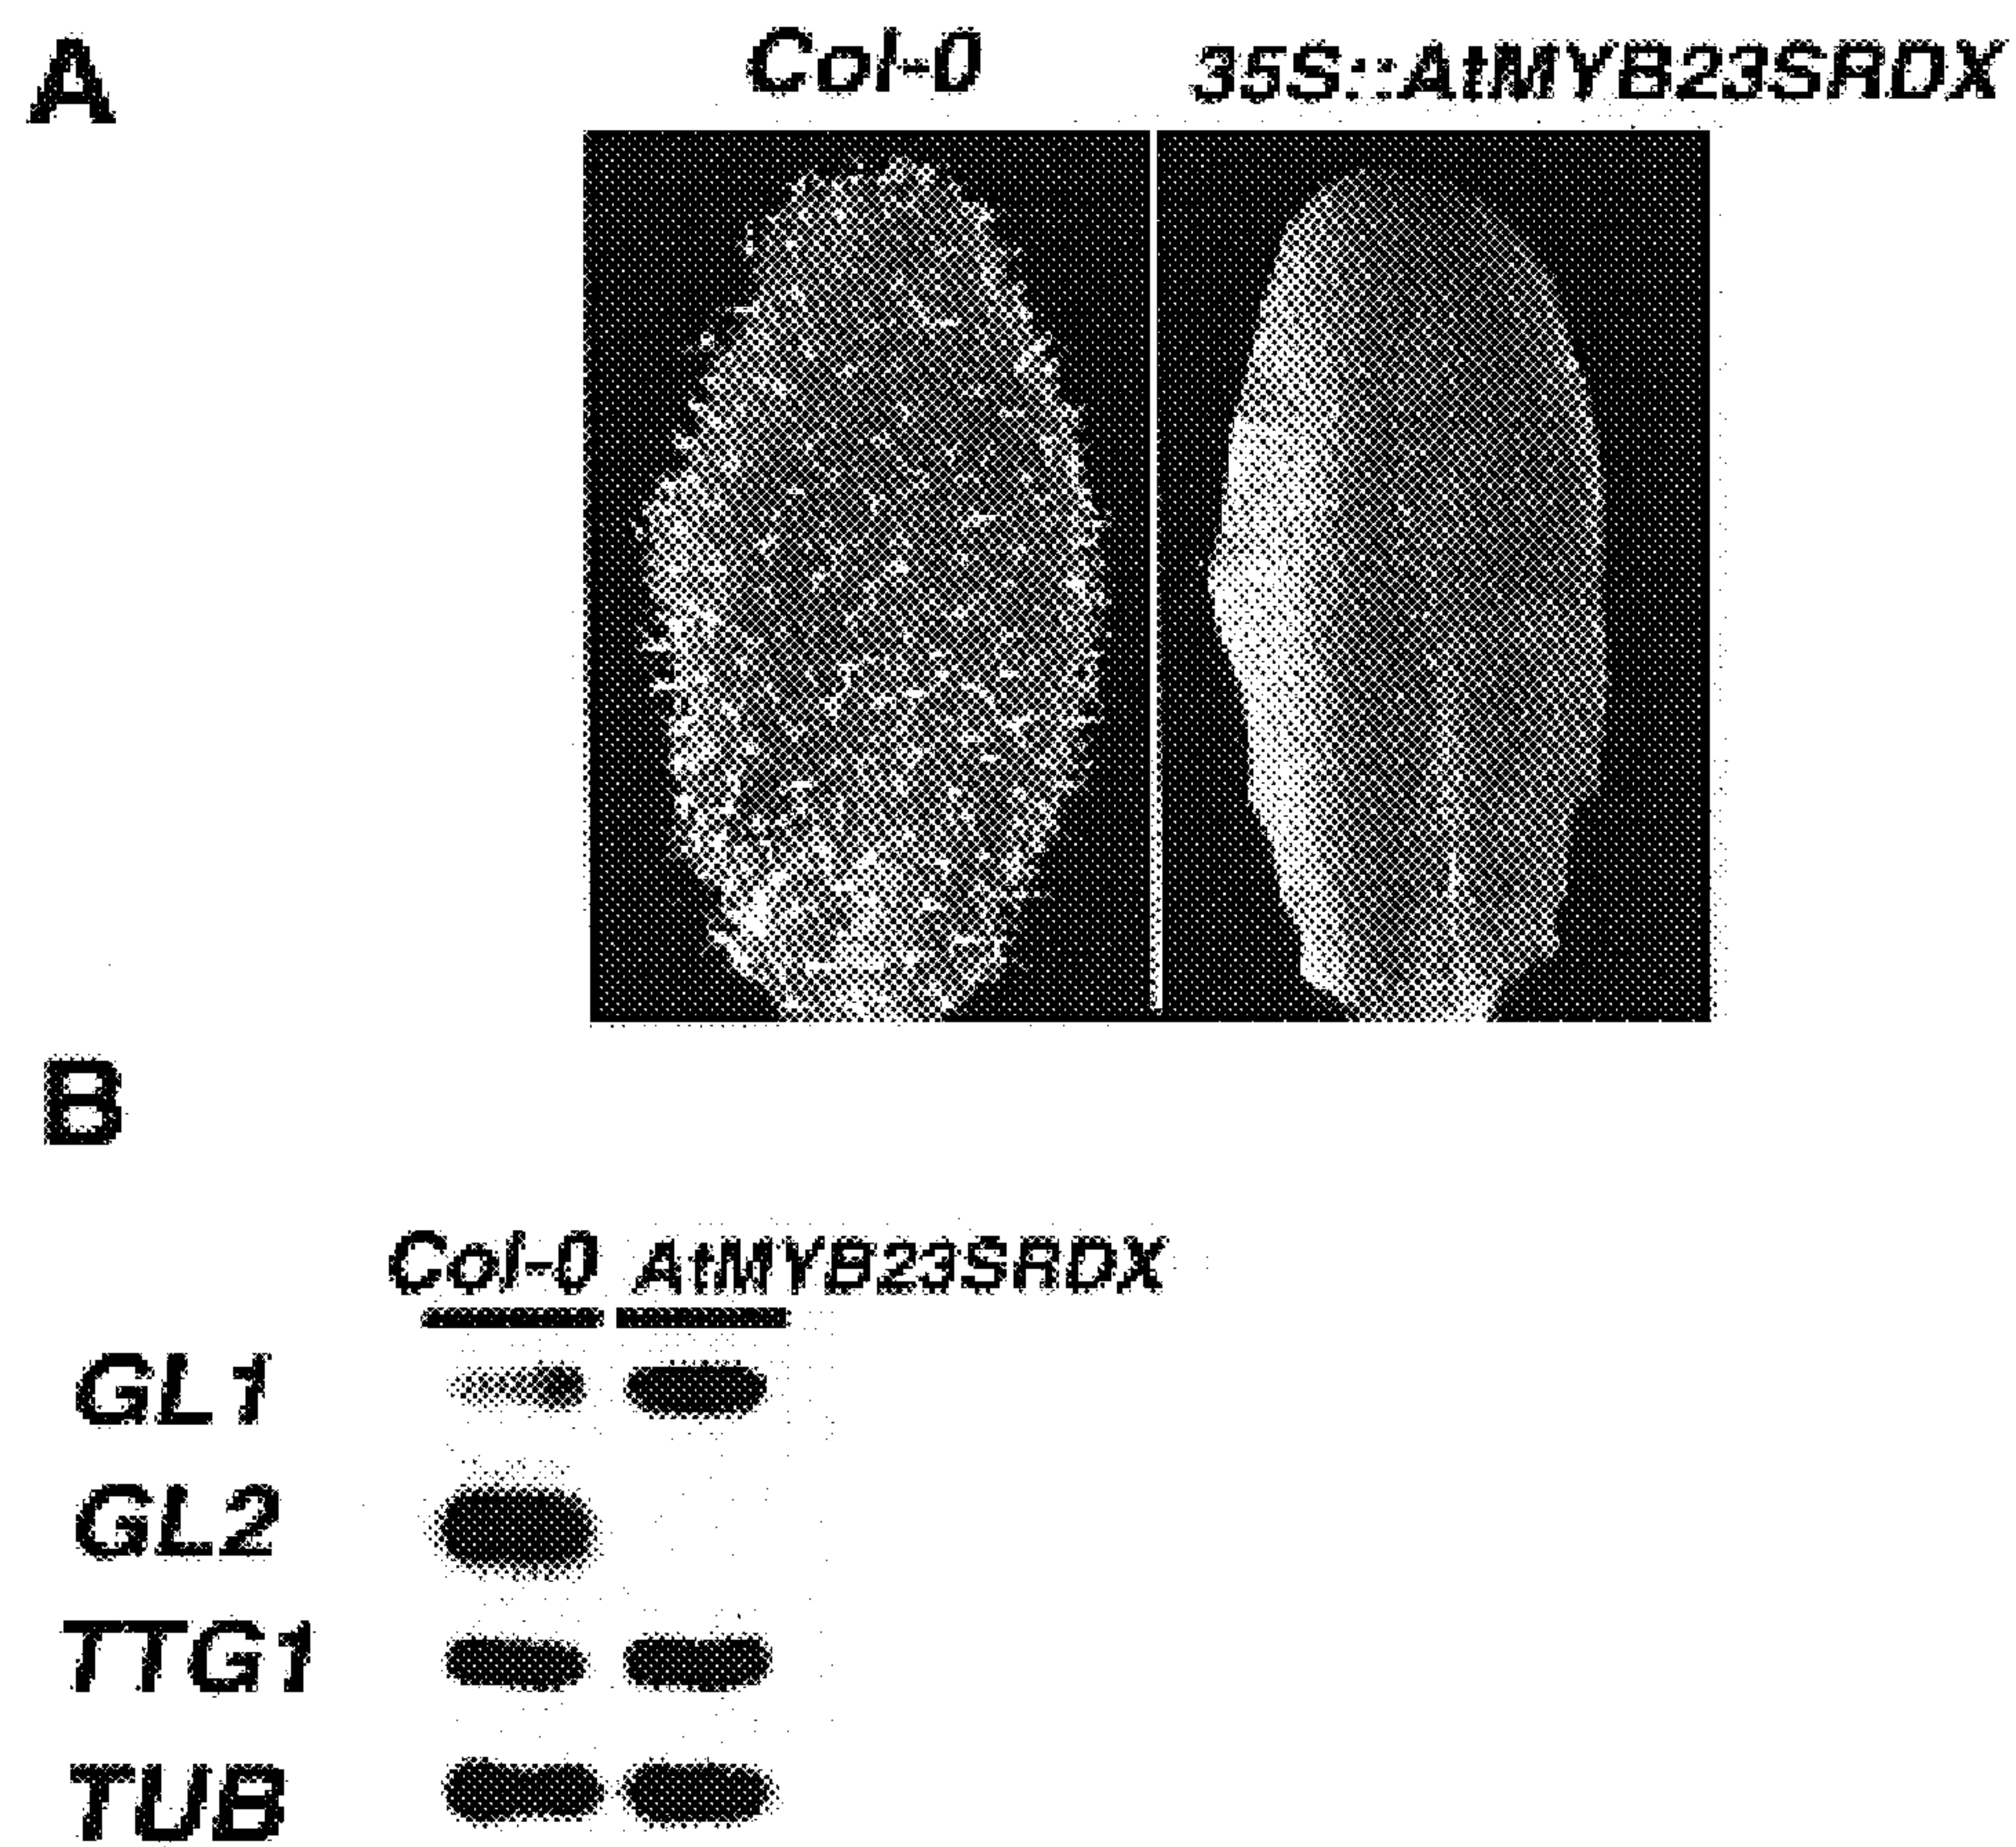 A
Col-0 35S::AtMYB23SRDX
B
Col-0 AtMYB23SRDX
GL1
GL2
TTG1
TUB